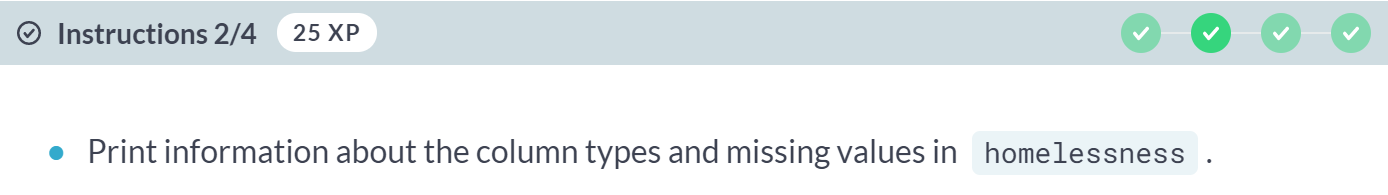 Instructions 2/4 25 XP
Print information about the column types and missing values in homelessness .